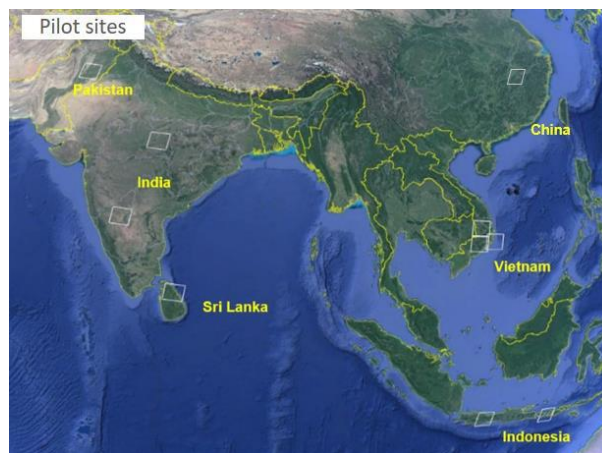 Pilot sites
Pakistan
China
India
Vietnam
Sri Lanka
Indonesia